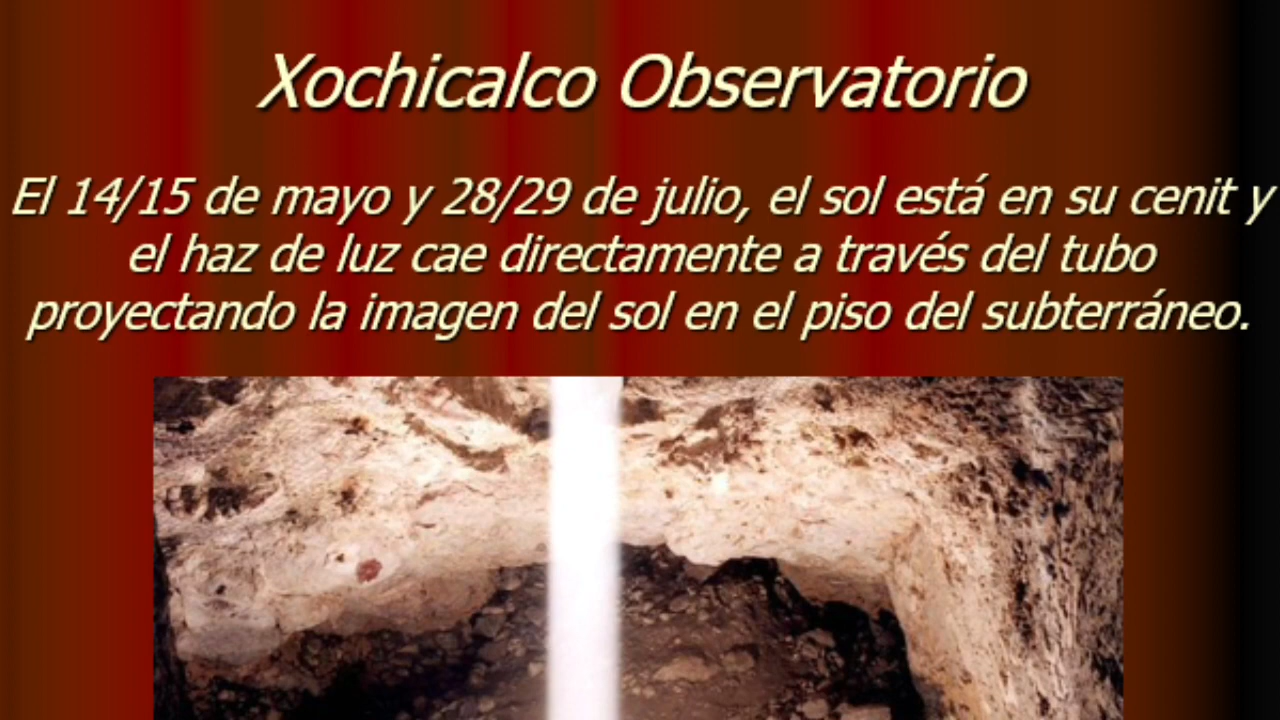 Xochicalco Observatorio
El 14/15 de mayo y 28/29 de julio, el sol está en su cenit y
el haz de luz cae directamente a través del tubo
proyectando la imagen del sol en el piso del subterráneo.